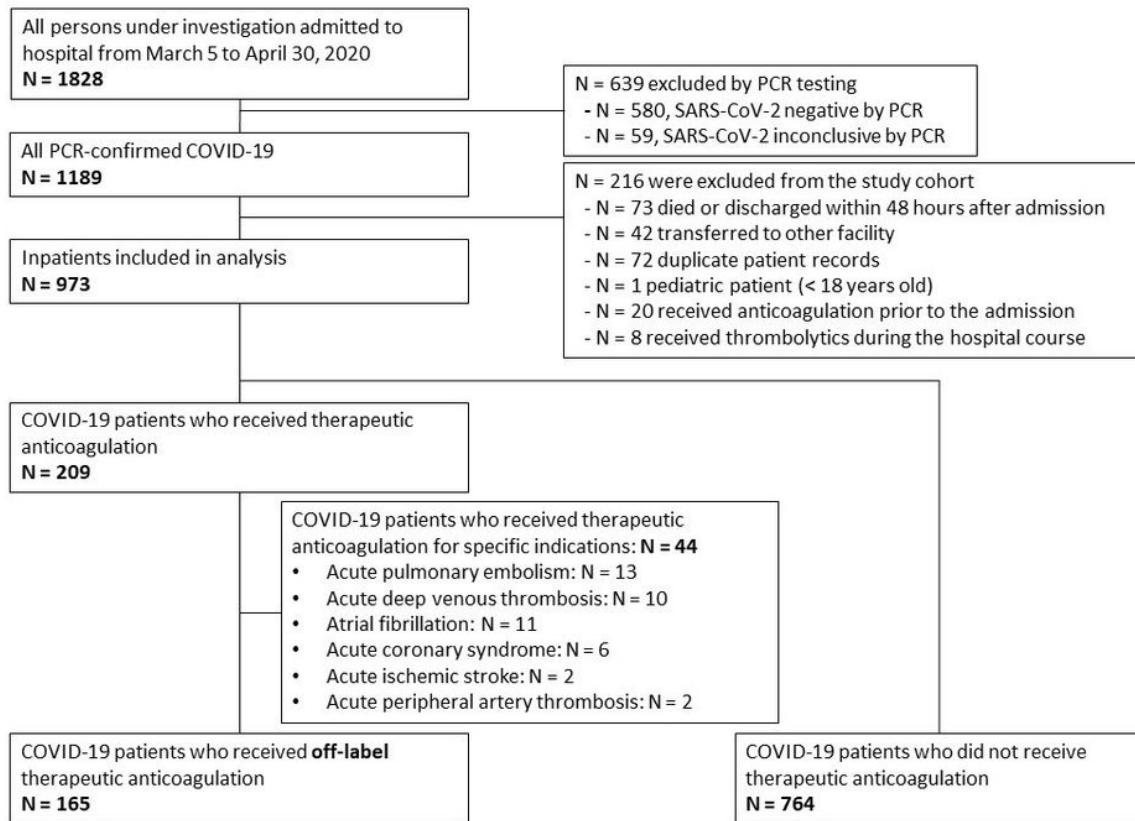 All persons under investigation admitted to
hospital from March 5 to April 30, 2020
N = 1828
N = 639 excluded by PCR testing
- N = 580, SARS-CoV-2 negative by PCR
- N = 59, SARS-CoV-2 inconclusive by PCR
All PCR-confirmed COVID-19
N = 1189
N = 216 were excluded from the study cohort
- N = 73 died or discharged within 48 hours after admission
- N = 42 transferred to other facility
- N = 72 duplicate patient records
- N = 1 pediatric patient (< 18 years old)
- N = 20 received anticoagulation prior to the admission
- N = 8 received thrombolytics during the hospital course
Inpatients included in analysis
N = 973
COVID-19 patients who received therapeutic
anticoagulation
N = 209
COVID-19 patients who received therapeutic
anticoagulation for specific indications: N = 44
• Acute pulmonary embolism: N = 13
• Acute deep venous thrombosis: N = 10
• Atrial fibrillation: N = 11
• Acute coronary syndrome: N = 6
• Acute ischemic stroke: N = 2
• Acute peripheral artery thrombosis: N = 2
COVID-19 patients who received off-label
therapeutic anticoagulation
N = 165
COVID-19 patients who did not receive
therapeutic anticoagulation
N = 764